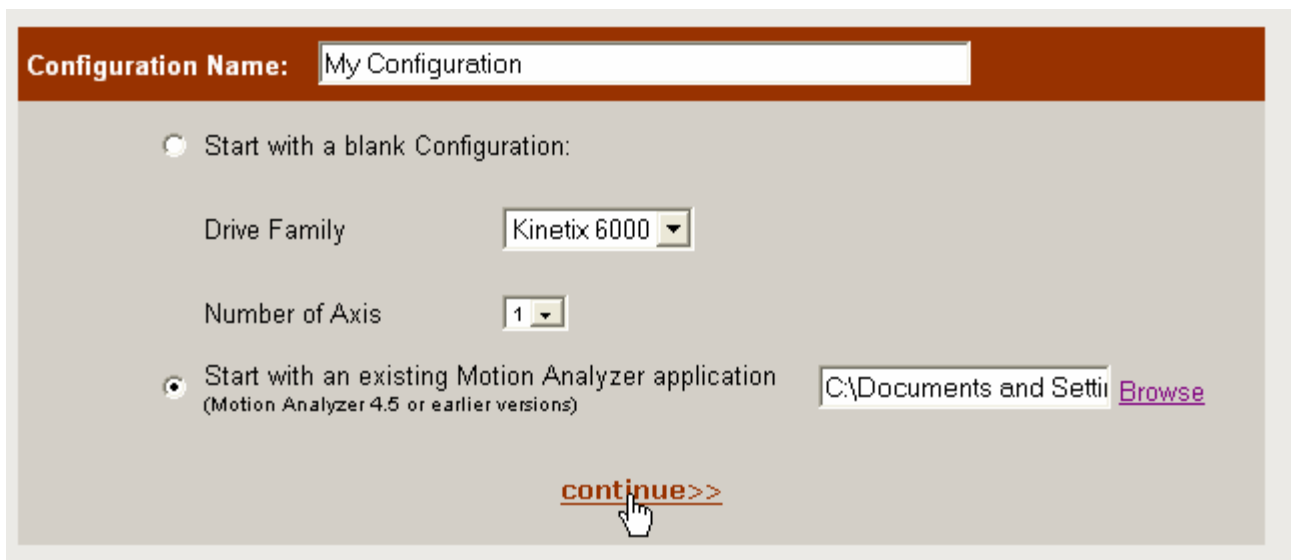 Configuration Name: My Configuration
Start with a blank Configuration:
Drive Family Kinetix 6000
Number of Axis 1
Start with an existing Motion Analyzer application
(Motion Analyzer 4.5 or earlier versions)
C:\Documents and Settin Browse
continue>>